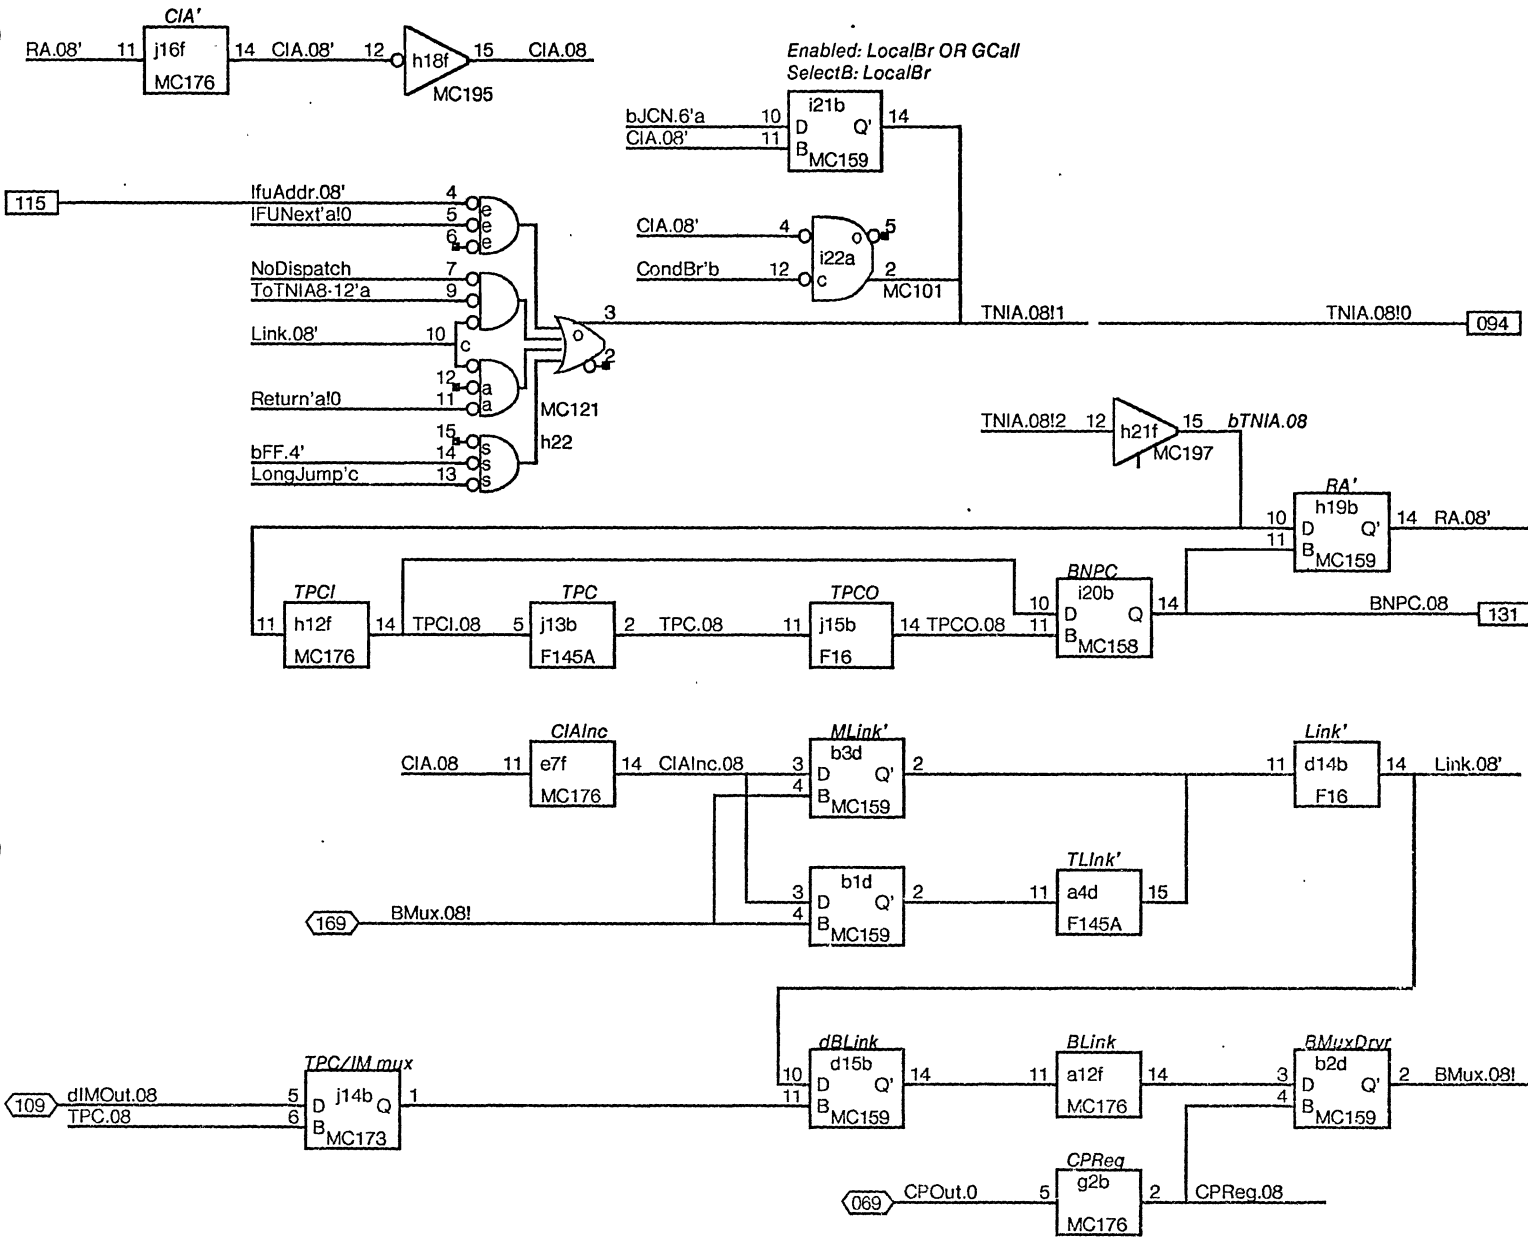 CIA'
RA.08' 11 j16f 14 CIA.08' 12 h18f 15 CIA.08
MC176
MC195
Enabled: LocalBr OR GCall
SelectB: LocalBr
i21b
bJCN.6'a 10 D Q' 14
CIA.08' 11 B MC159
115 IfuAddr.08' 4 e
IFUNext'a!0 5 e
6 e
CIA.08' 4 o 5
i22a
CondBr'b 12 c 2
MC101
NoDispatch 7
ToTNIA8-12'a 9
Link.08' 10 c
o 3 TNIA.08!1 TNIA.08!0 094
2
12 a
Return'a!0 11 a
MC121
h22
15 s
bFF.4' 14 s
LongJump'c 13 s
TNIA.08!2 12 h21f 15 bTNIA.08
MC197
RA'
h19b
10 D Q' 14 RA.08'
11 B MC159
TPCI TPC TPCO BNPC
i20b
10 D Q 14 BNPC.08 131
11 h12f 14 TPCI.08 5 j13b 2 TPC.08 11 j15b 14 TPCO.08 11 B
MC176 F145A F16 MC158
CIAInc MLink' Link'
b3d
CIA.08 11 e7f 14 CIAInc.08 3 D Q' 2 11 d14b 14 Link.08'
MC176 4 B MC159 F16
TLink'
b1d
3 D Q' 2 11 a4d 15
169 BMux.08! 4 B MC159 F145A
dBLink BLink BMuxDrvr
d15b b2d
10 D Q' 14 11 a12f 14 3 D Q' 2 BMux.08!
11 B MC159 MC176 4 B MC159
TPC/IM mux
109 dIMOut.08 5 D j14b Q 1
TPC.08 6 B MC173
CPReg
069 CPOut.0 5 g2b 2 CPReg.08
MC176